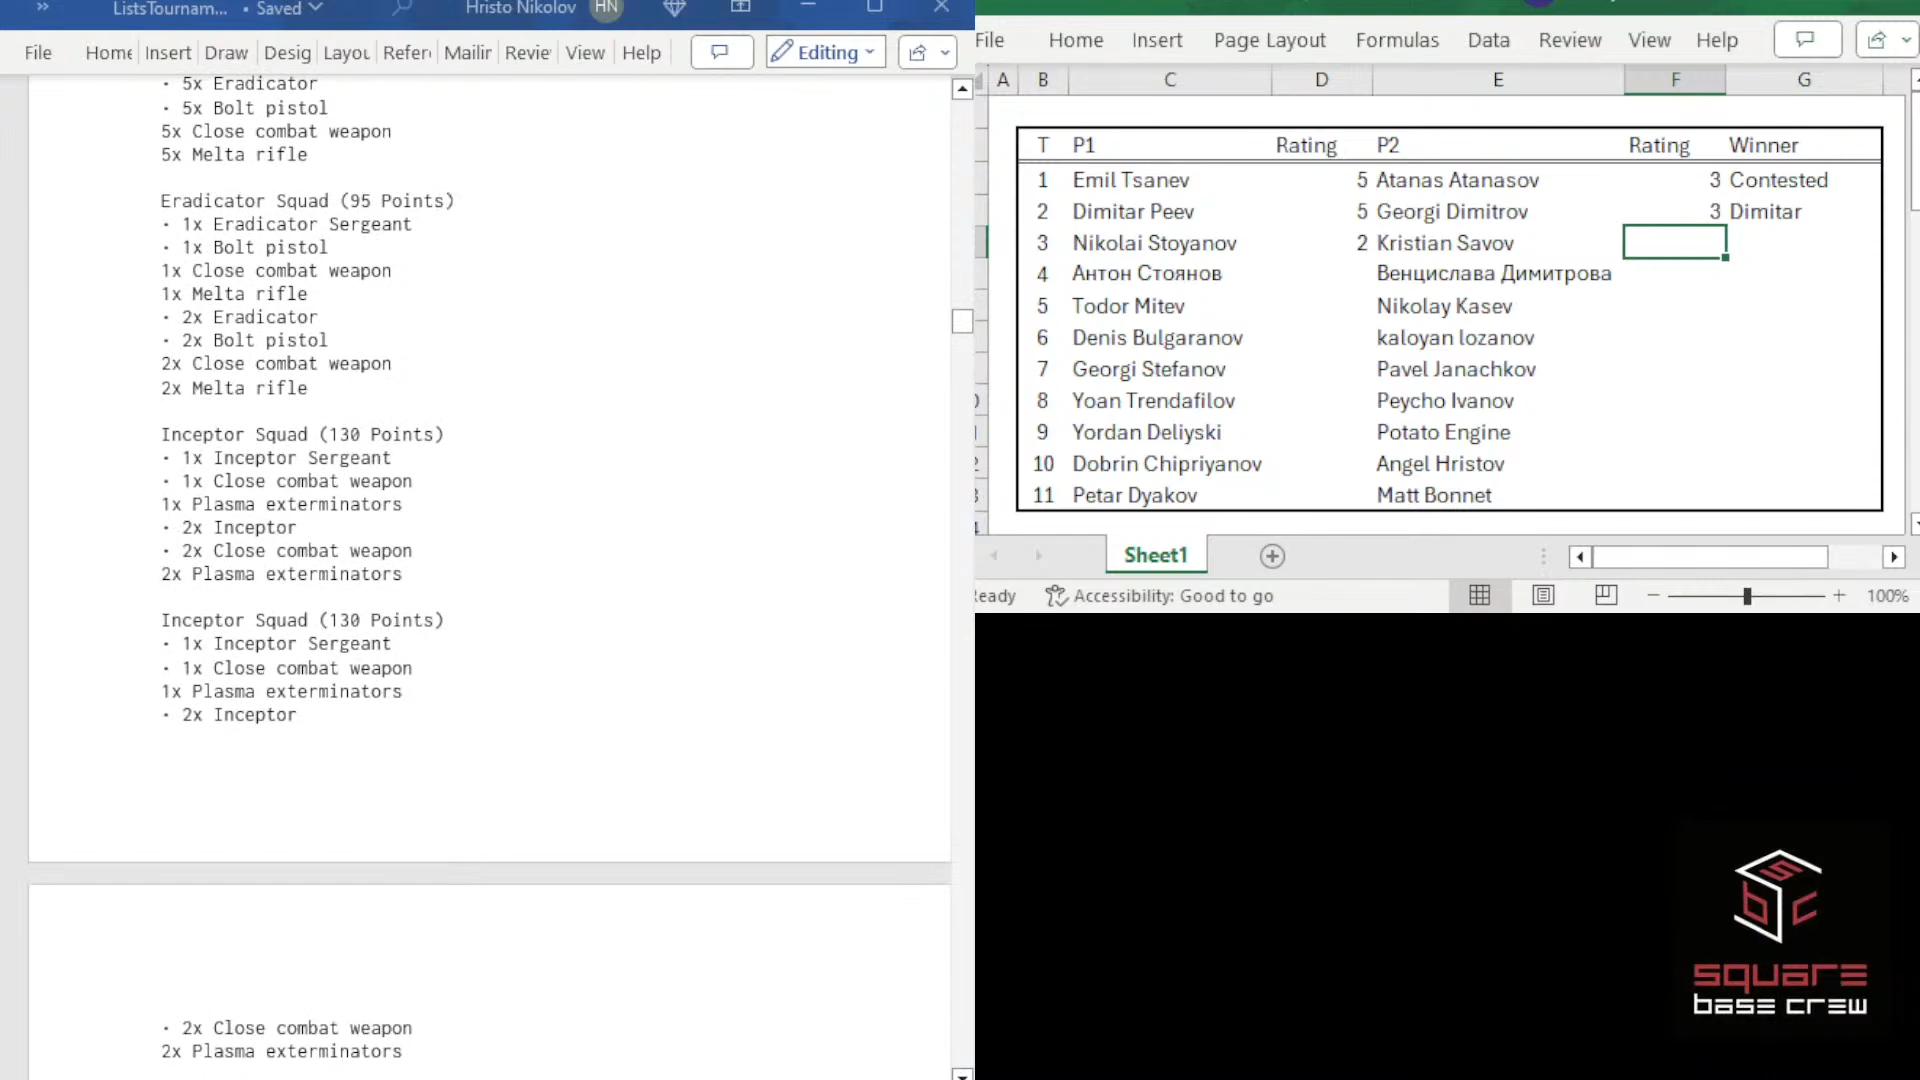 ListsTournam... • Saved
Hristo Nikolov HN
File Home Insert Draw Desig Layou Refer Mailin Revie View Help Editing
· 5x Eradicator
· 5x Bolt pistol
5x Close combat weapon
5x Melta rifle
Eradicator Squad (95 Points)
· 1x Eradicator Sergeant
· 1x Bolt pistol
1x Close combat weapon
1x Melta rifle
· 2x Eradicator
· 2x Bolt pistol
2x Close combat weapon
2x Melta rifle
Inceptor Squad (130 Points)
· 1x Inceptor Sergeant
· 1x Close combat weapon
1x Plasma exterminators
· 2x Inceptor
· 2x Close combat weapon
2x Plasma exterminators
Inceptor Squad (130 Points)
· 1x Inceptor Sergeant
· 1x Close combat weapon
1x Plasma exterminators
· 2x Inceptor
· 2x Close combat weapon
2x Plasma exterminators
File Home Insert Page Layout Formulas Data Review View Help
A B C D E F G
T P1 Rating P2 Rating Winner
1 Emil Tsanev 5 Atanas Atanasov 3 Contested
2 Dimitar Peev 5 Georgi Dimitrov 3 Dimitar
3 Nikolai Stoyanov 2 Kristian Savov
4 Антон Стоянов Венцислава Димитрова
5 Todor Mitev Nikolay Kasev
6 Denis Bulgaranov kaloyan lozanov
7 Georgi Stefanov Pavel Janachkov
8 Yoan Trendafilov Peycho Ivanov
9 Yordan Deliyski Potato Engine
10 Dobrin Chipriyanov Angel Hristov
11 Petar Dyakov Matt Bonnet
Sheet1
Ready Accessibility: Good to go 100%
sbc
square
base crew